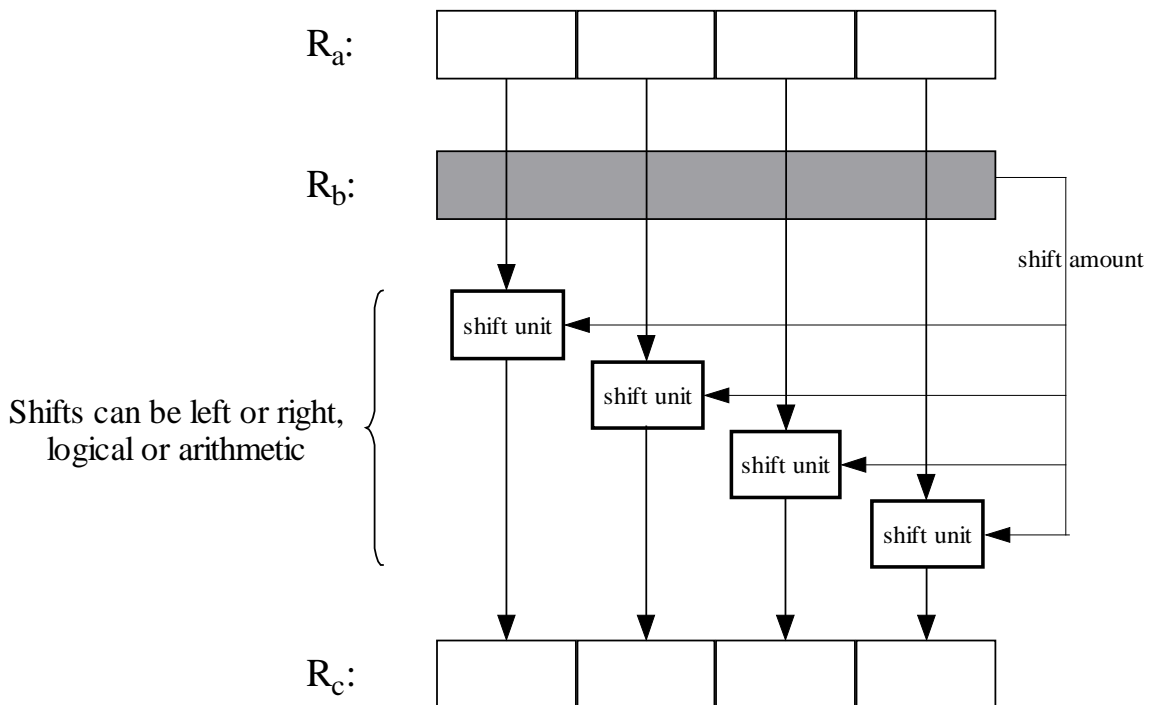 Ra:
Rb:
shift amount
shift unit
shift unit
Shifts can be left or right,
logical or arithmetic
shift unit
shift unit
Rc: